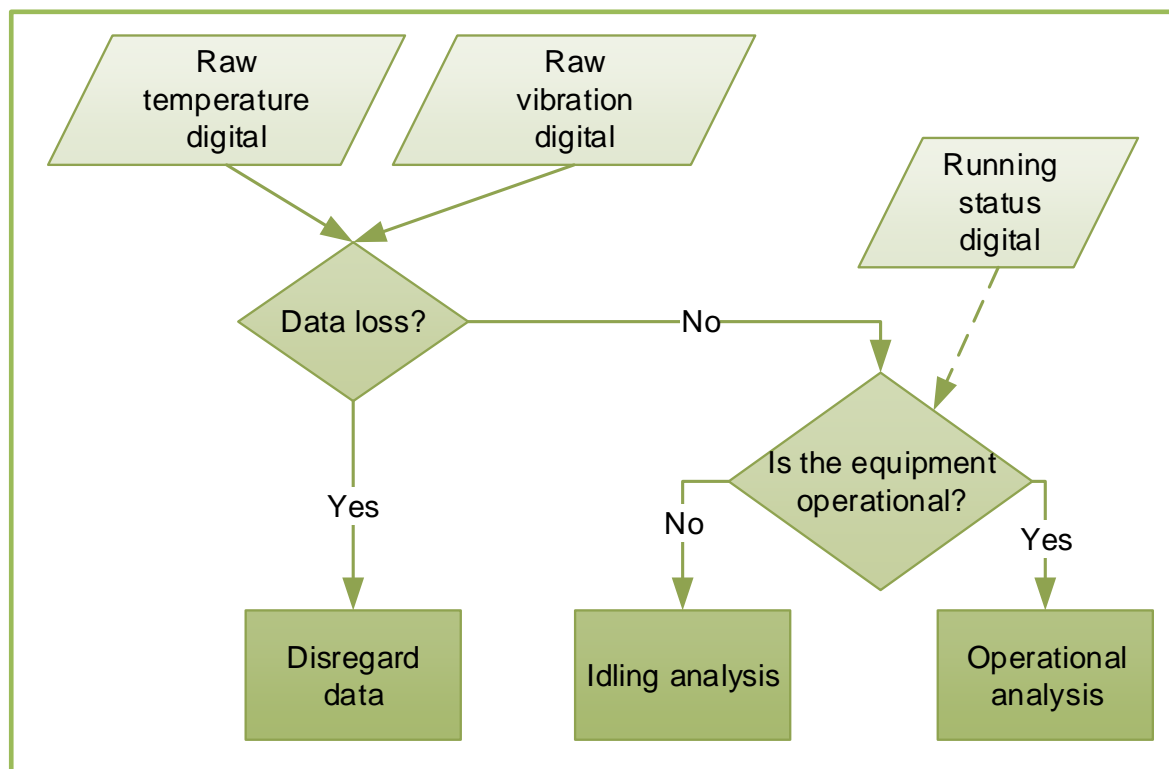 Raw
temperature
digital
Raw
vibration
digital
Running
status
digital
Data loss?
No
Is the equipment
operational?
Yes
No
Yes
Disregard
data
Idling analysis
Operational
analysis